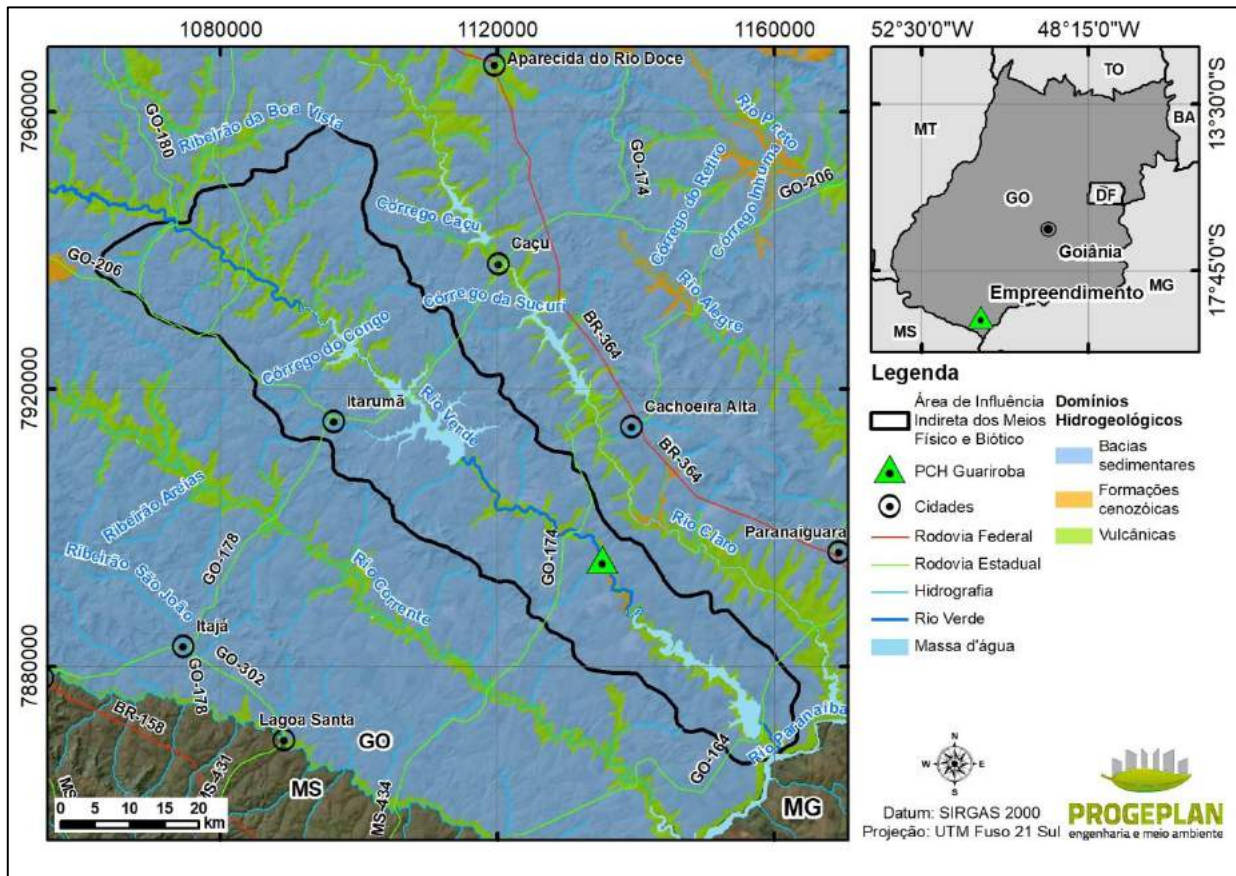 1080000
1120000
1160000
7960000
7920000
7880000
Aparecida do Rio Doce
GO-180
Ribeirão da Boa Vista
Rio Preto
GO-174
Córrego do Retiro
Córrego Inhuma
GO-206
Córrego Caçu
Caçu
GO-206
Córrego da Sucuri
Rio Alegre
BR-364
Córrego do Congo
Itarumã
Rio Verde
Cachoeira Alta
BR-364
Ribeirão Areias
GO-178
Paranaiguara
Rio Claro
GO-174
Ribeirão São João
Rio Corrente
Itajá
GO-302
GO-178
BR-158
Lagoa Santa
GO
GO-164
Rio Paranaíba
MS-431
MS
MS-434
MG
0 5 10 15 20
km
52°30'0"W
48°15'0"W
13°30'0"S
17°45'0"S
TO
MT
BA
GO
DF
Goiânia
Empreendimento
MG
MS
Legenda
Área de Influência
Indireta dos Meios
Físico e Biótico
PCH Guariroba
Cidades
Rodovia Federal
Rodovia Estadual
Hidrografia
Rio Verde
Massa d'água
Domínios
Hidrogeológicos
Bacias
sedimentares
Formações
cenozóicas
Vulcânicas
N
W
E
S
Datum: SIRGAS 2000
Projeção: UTM Fuso 21 Sul
PROGEPLAN
engenharia e meio ambiente